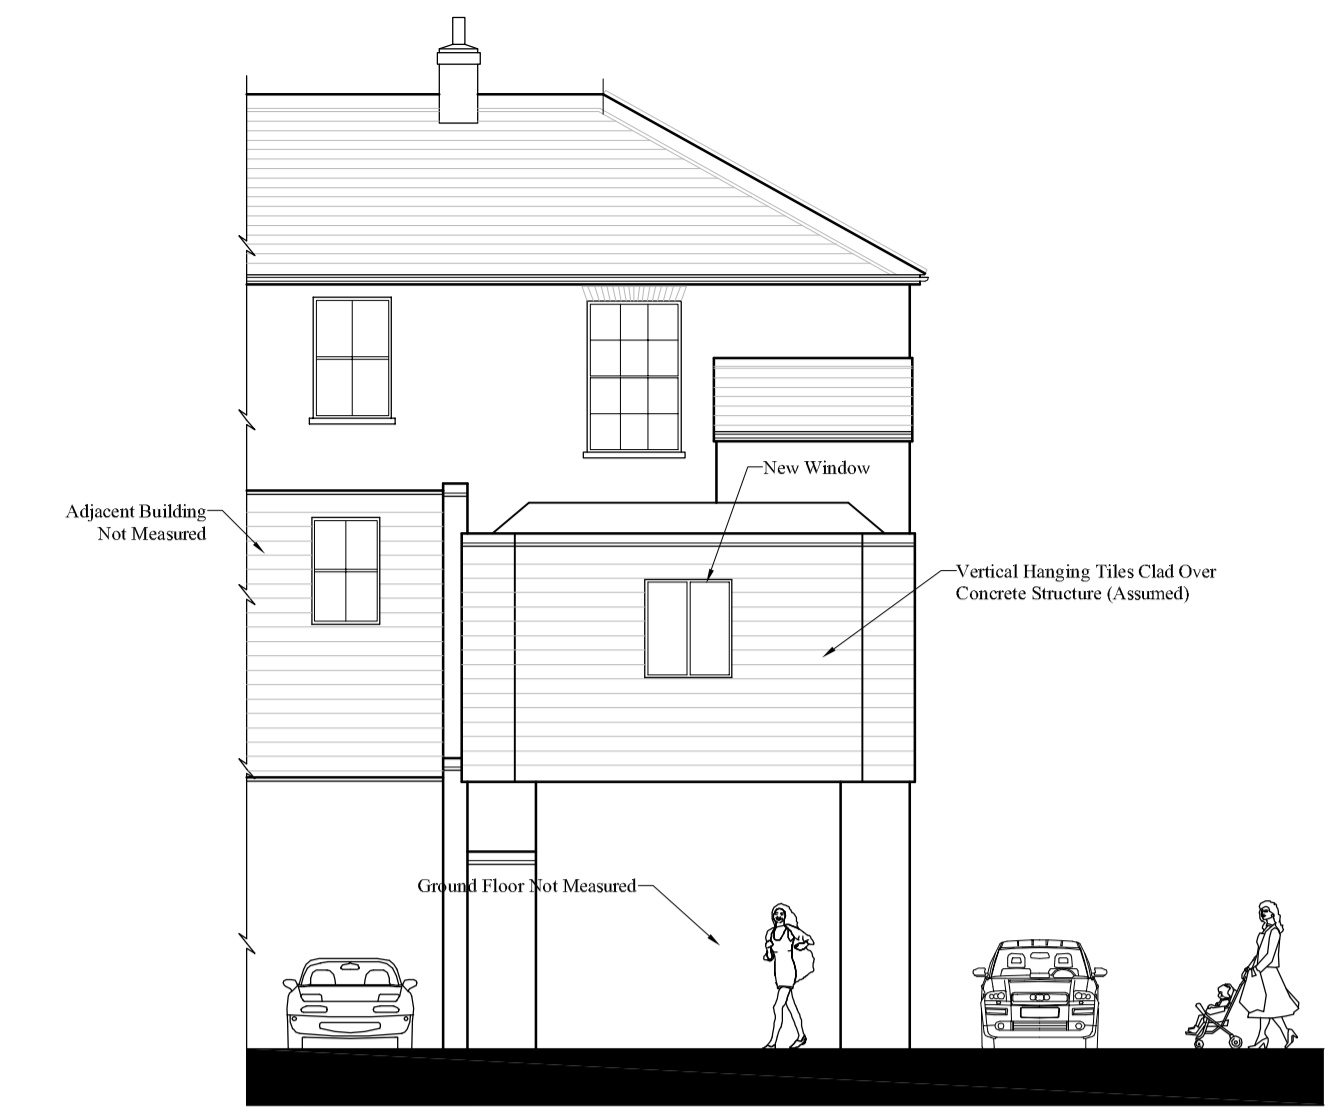 New Window
Adjacent Building
Not Measured
Vertical Hanging Tiles Clad Over
Concrete Structure (Assumed)
Ground Floor Not Measured